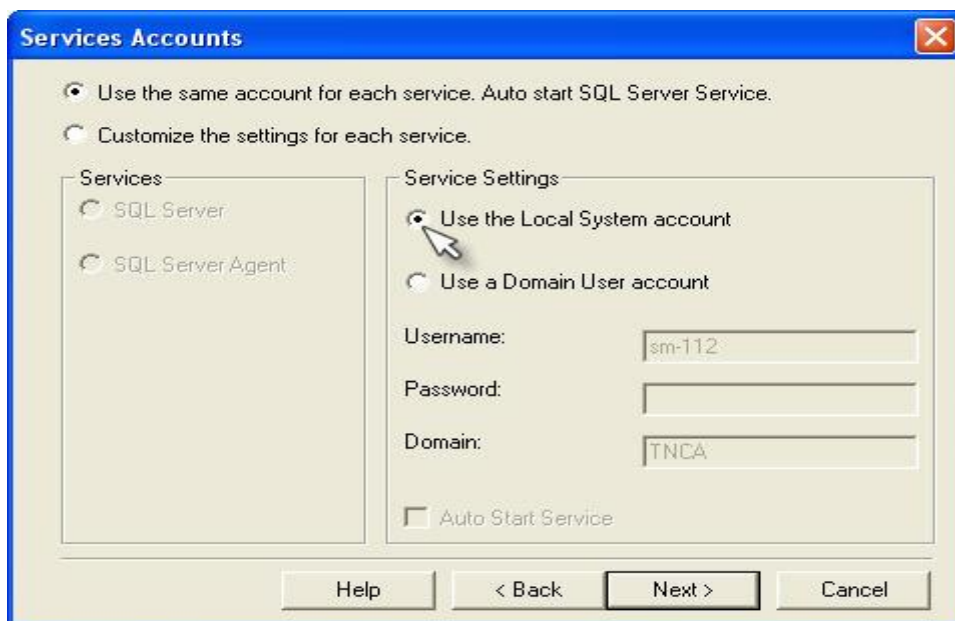 Services Accounts
Use the same account for each service. Auto start SQL Server Service.
Customize the settings for each service.
Services
SQL Server
SQL Server Agent
Service Settings
Use the Local System account
Use a Domain User account
Username:
sm-112
Password:
Domain:
TNCA
Auto Start Service
Help
< Back
Next >
Cancel